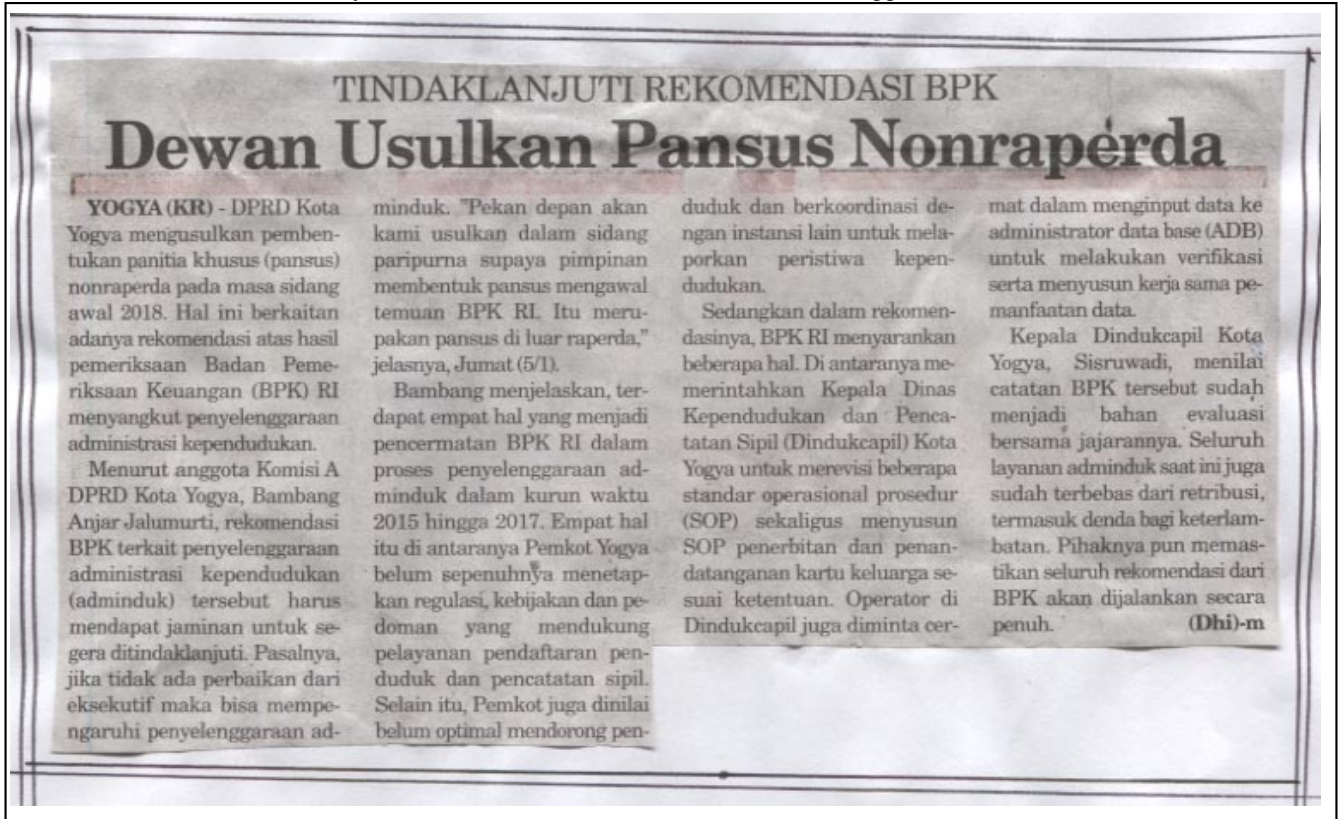 TINDAKLANJUTI REKOMENDASI BPK
Dewan Usulkan Pansus Nonraperda
YOGYA (KR) - DPRD Kota
Yogya mengusulkan pemben-
tukan panitia khusus (pansus)
nonraperda pada masa sidang
awal 2018. Hal ini berkaitan
adanya rekomendasi atas hasil
pemeriksaan Badan Peme-
riksaan Keuangan (BPK) RI
menyangkut penyelenggaraan
administrasi kependudukan.
Menurut anggota Komisi A
DPRD Kota Yogya, Bambang
Anjar Jalumurti, rekomendasi
BPK terkait penyelenggaraan
administrasi kependudukan
(adminduk) tersebut harus
mendapat jaminan untuk se-
gera ditindaklanjuti. Pasalnya,
jika tidak ada perbaikan dari
eksekutif maka bisa mempe-
ngaruhi penyelenggaraan ad-
minduk. "Pekan depan akan
kami usulkan dalam sidang
paripurna supaya pimpinan
membentuk pansus mengawal
temuan BPK RI. Itu meru-
pakan pansus di luar raperda,"
jelasnya, Jumat (5/1).
Bambang menjelaskan, ter-
dapat empat hal yang menjadi
pencermatan BPK RI dalam
proses penyelenggaraan ad-
minduk dalam kurun waktu
2015 hingga 2017. Empat hal
itu di antaranya Pemkot Yogya
belum sepenuhnya menetap-
kan regulasi, kebijakan dan pe-
doman yang mendukung
pelayanan pendaftaran pen-
duduk dan pencatatan sipil.
Selain itu, Pemkot juga dinilai
belum optimal mendorong pen-
duduk dan berkoordinasi de-
ngan instansi lain untuk mela-
porkan peristiwa kepen-
dudukan.
Sedangkan dalam rekomen-
dasinya, BPK RI menyarankan
beberapa hal. Di antaranya me-
merintahkan Kepala Dinas
Kependudukan dan Penca-
tatan Sipil (Dindukcapil) Kota
Yogya untuk merevisi beberapa
standar operasional prosedur
(SOP) sekaligus menyusun
SOP penerbitan dan penan-
datanganan kartu keluarga se-
suai ketentuan. Operator di
Dindukcapil juga diminta cer-
mat dalam menginput data ke
administrator data base (ADB)
untuk melakukan verifikasi
serta menyusun kerja sama pe-
manfaatan data.
Kepala Dindukcapil Kota
Yogya, Sisruwadi, menilai
catatan BPK tersebut sudah
menjadi bahan evaluasi
bersama jajarannya. Seluruh
layanan adminduk saat ini juga
sudah terbebas dari retribusi,
termasuk denda bagi keterlam-
batan. Pihaknya pun memas-
tikan seluruh rekomendasi dari
BPK akan dijalankan secara
penuh. (Dhi)-m